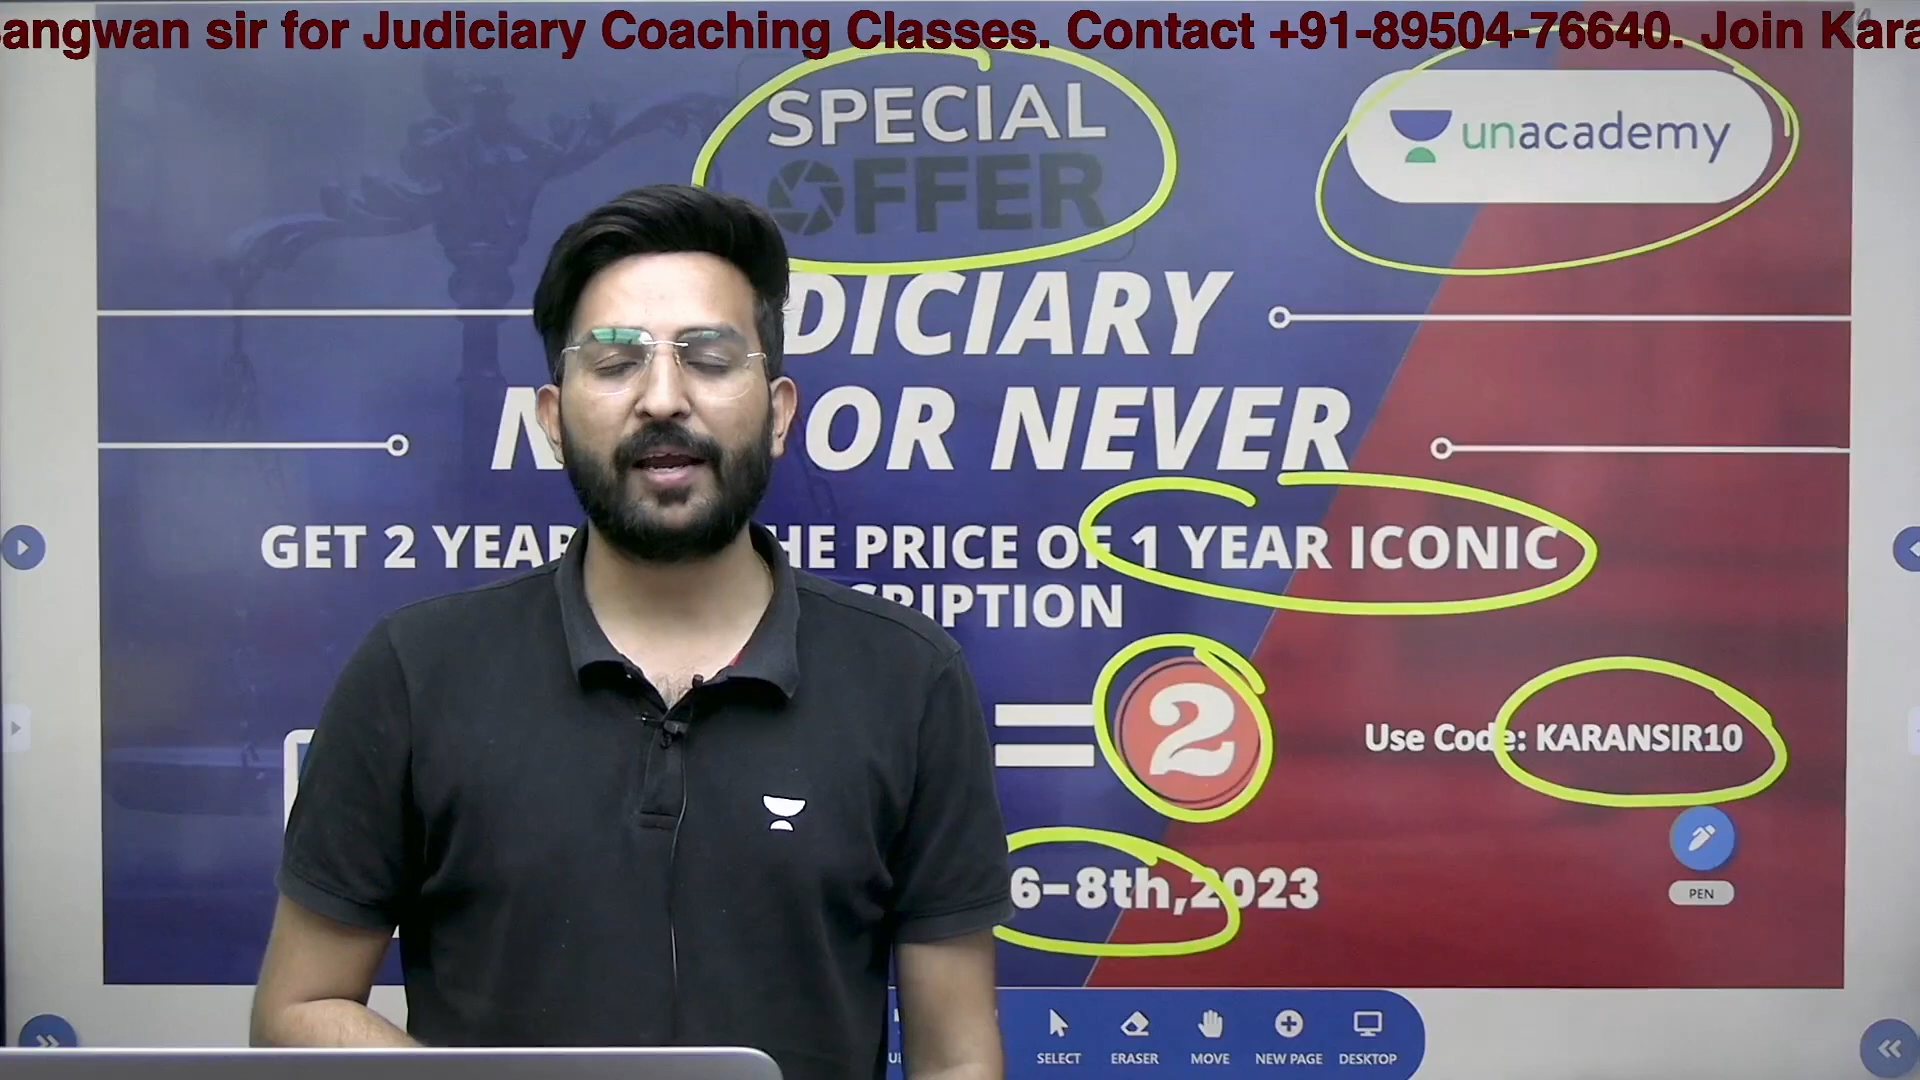 angwan sir for Judiciary Coaching Classes. Contact +91-89504-76640. Join Kara
SPECIAL
OFFER
unacademy
DICIARY
OR NEVER
GET 2 YEAR HE PRICE OF 1 YEAR ICONIC
CRIPTION
= 2
Use Code: KARANSIR10
6-8th,2023
PEN
SELECT
ERASER
MOVE
NEW PAGE
DESKTOP